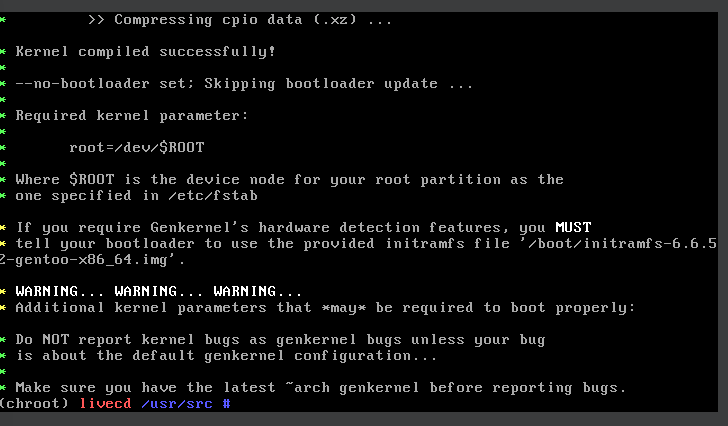 *         >> Compressing cpio data (.xz) ...
*
* Kernel compiled successfully!
*
* --no-bootloader set; Skipping bootloader update ...
*
* Required kernel parameter:
*
*       root=/dev/$ROOT
*
* Where $ROOT is the device node for your root partition as the
* one specified in /etc/fstab

* If you require Genkernel's hardware detection features, you MUST
* tell your bootloader to use the provided initramfs file '/boot/initramfs-6.6.5
2-gentoo-x86_64.img'.

* WARNING... WARNING... WARNING...
* Additional kernel parameters that *may* be required to boot properly:

* Do NOT report kernel bugs as genkernel bugs unless your bug
* is about the default genkernel configuration...
*
* Make sure you have the latest ~arch genkernel before reporting bugs.
(chroot) livecd /usr/src #